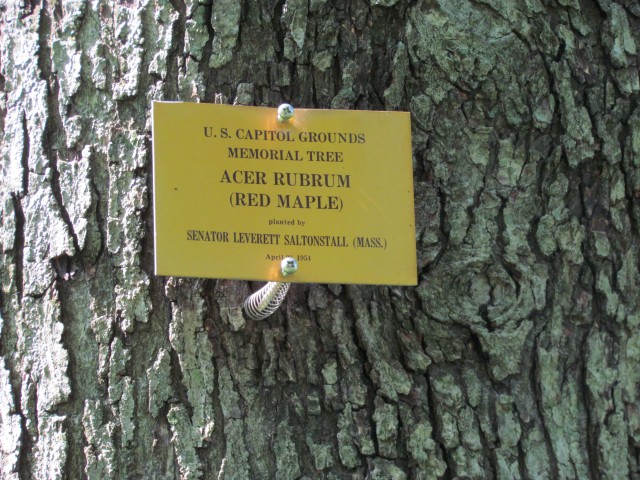 U. S. CAPITOL GROUNDS
MEMORIAL TREE
ACER RUBRUM
(RED MAPLE)
planted by
SENATOR LEVERETT SALTONSTALL (MASS.)
April 1954